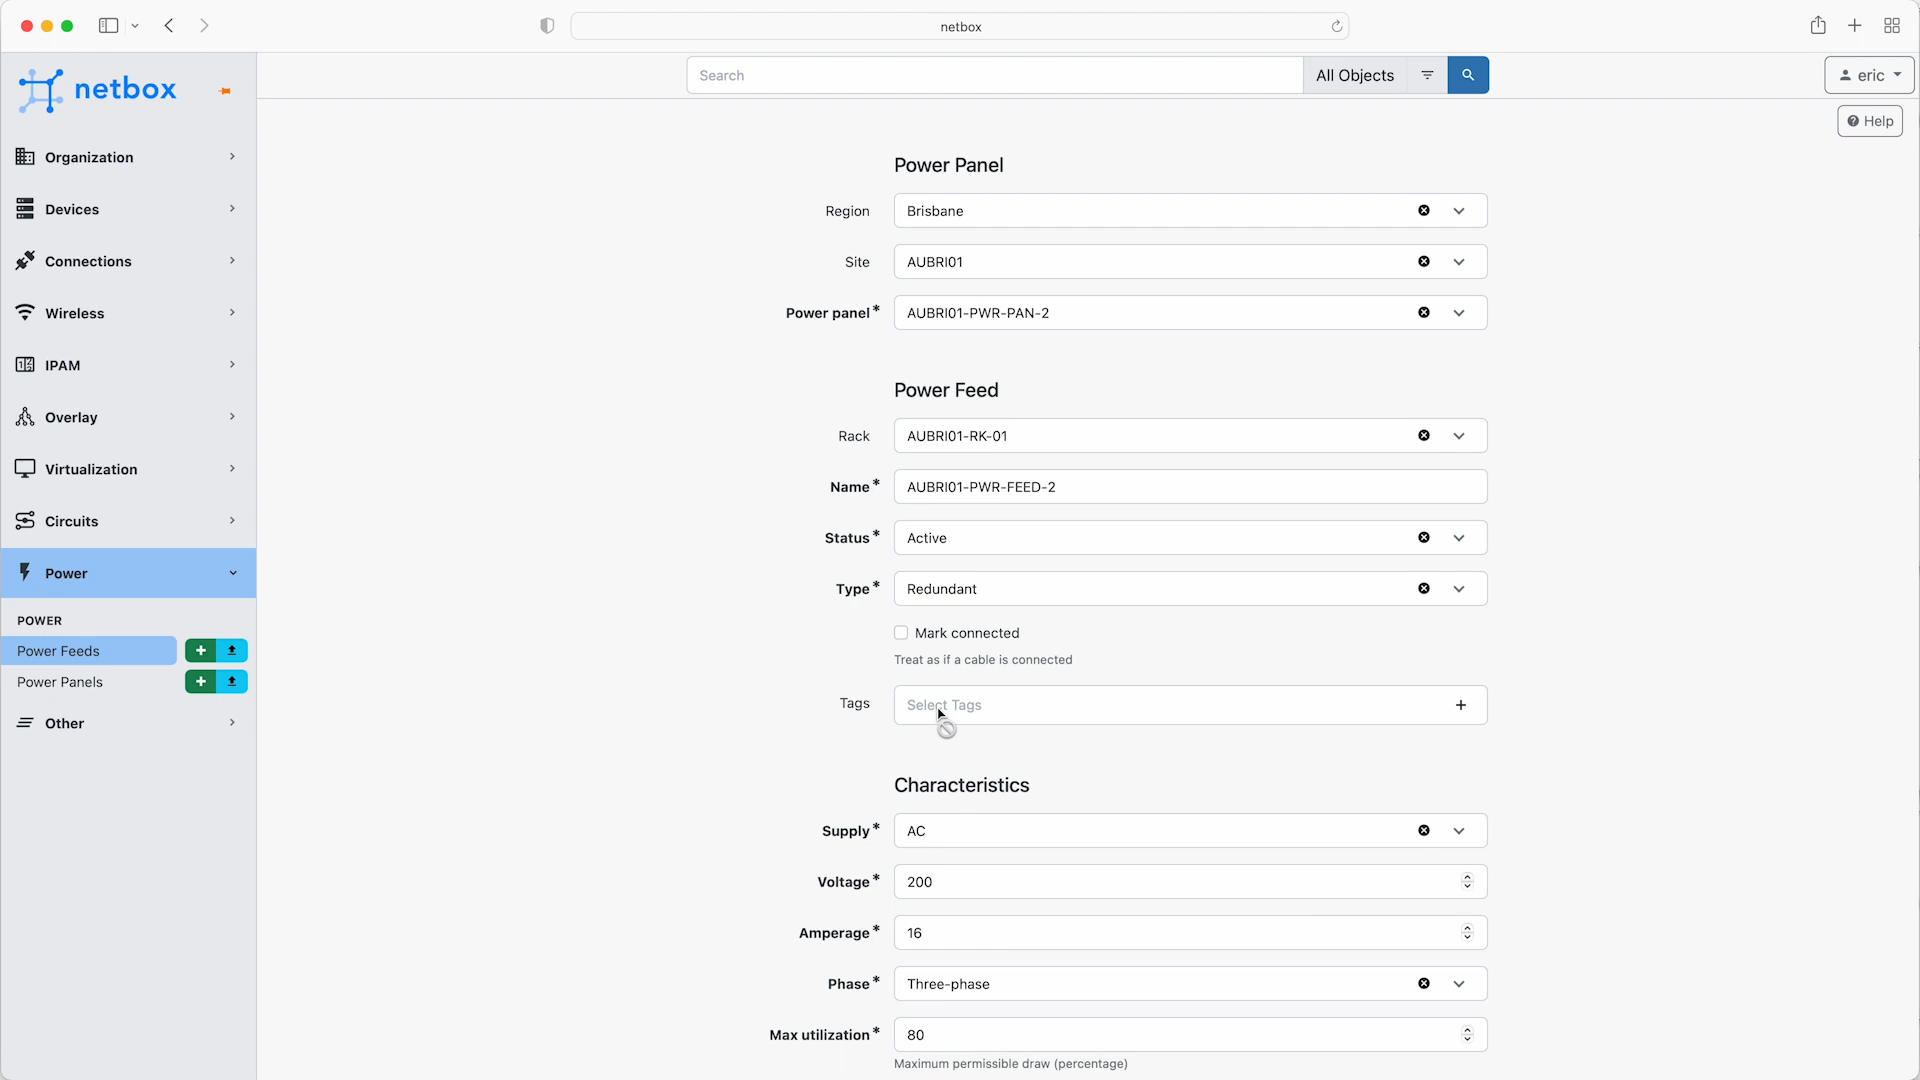 netbox
netbox
Search
All Objects
eric
Help
Organization
Devices
Connections
Wireless
IPAM
Overlay
Virtualization
Circuits
Power
POWER
Power Feeds
Power Panels
Other
Power Panel
Region
Brisbane
Site
AUBRI01
Power panel*
AUBRI01-PWR-PAN-2
Power Feed
Rack
AUBRI01-RK-01
Name*
AUBRI01-PWR-FEED-2
Status*
Active
Type*
Redundant
Mark connected
Treat as if a cable is connected
Tags
Select Tags
Characteristics
Supply*
AC
Voltage*
200
Amperage*
16
Phase*
Three-phase
Max utilization*
80
Maximum permissible draw (percentage)